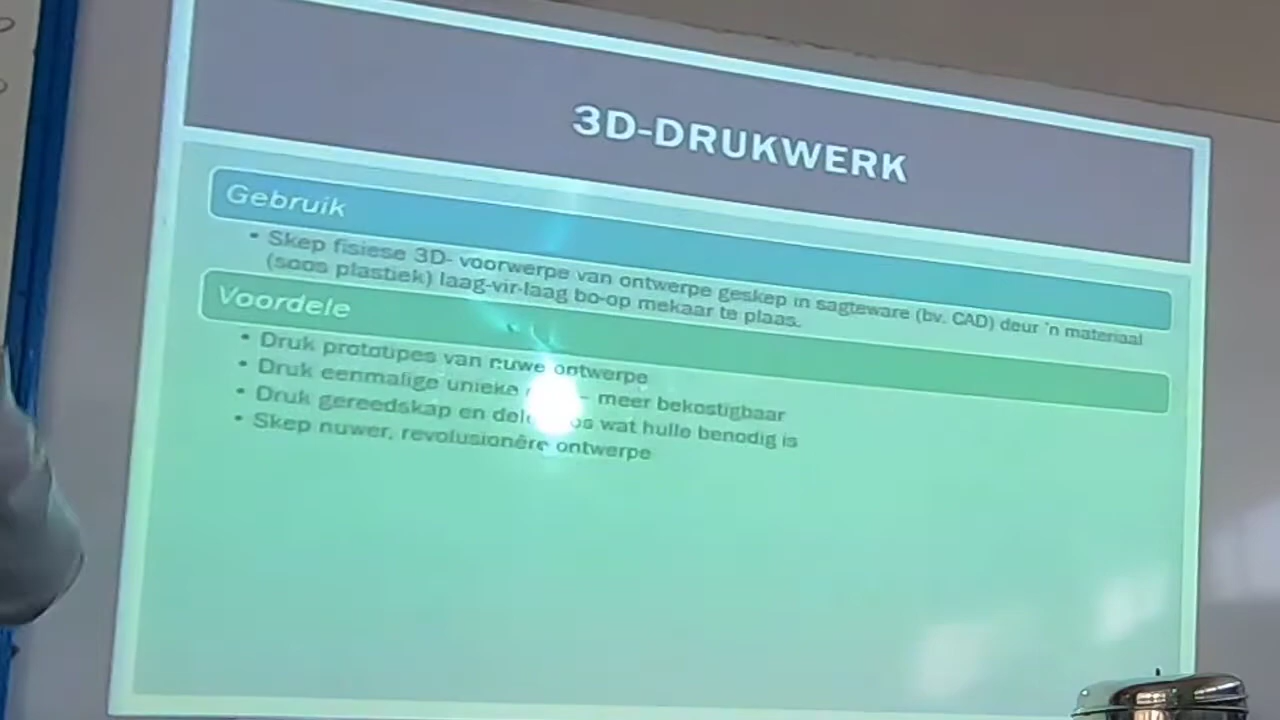 3D-DRUKWERK
Gebruik
• Skep fisiese 3D- voorwerpe van ontwerpe geskep in sagteware (bv. CAD) deur 'n materiaal
(soos plastiek) laag-vir-laag bo-op mekaar te plaas.
Voordele
• Druk prototipes van nuwe ontwerpe
• Druk eenmalige unieke – meer bekostigbaar
• Druk gereedskap en wat hulle benodig is
• Skep nuwer, revolusionêre ontwerpe